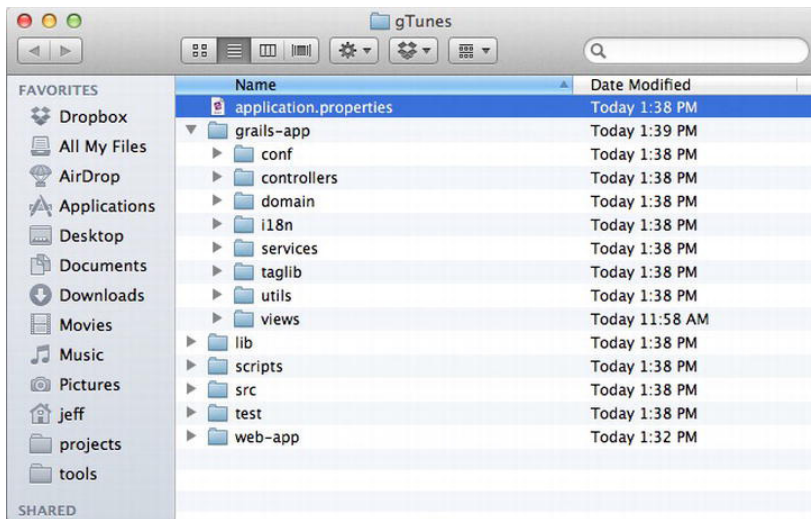 gTunes
Name Date Modified
FAVORITES
Dropbox
All My Files
AirDrop
Applications
Desktop
Documents
Downloads
Movies
Music
Pictures
jeff
projects
tools
SHARED
application.properties Today 1:38 PM
grails-app Today 1:39 PM
conf Today 1:38 PM
controllers Today 1:38 PM
domain Today 1:38 PM
i18n Today 1:38 PM
services Today 1:38 PM
taglib Today 1:38 PM
utils Today 1:38 PM
views Today 11:58 AM
lib Today 1:38 PM
scripts Today 1:38 PM
src Today 1:38 PM
test Today 1:38 PM
web-app Today 1:32 PM